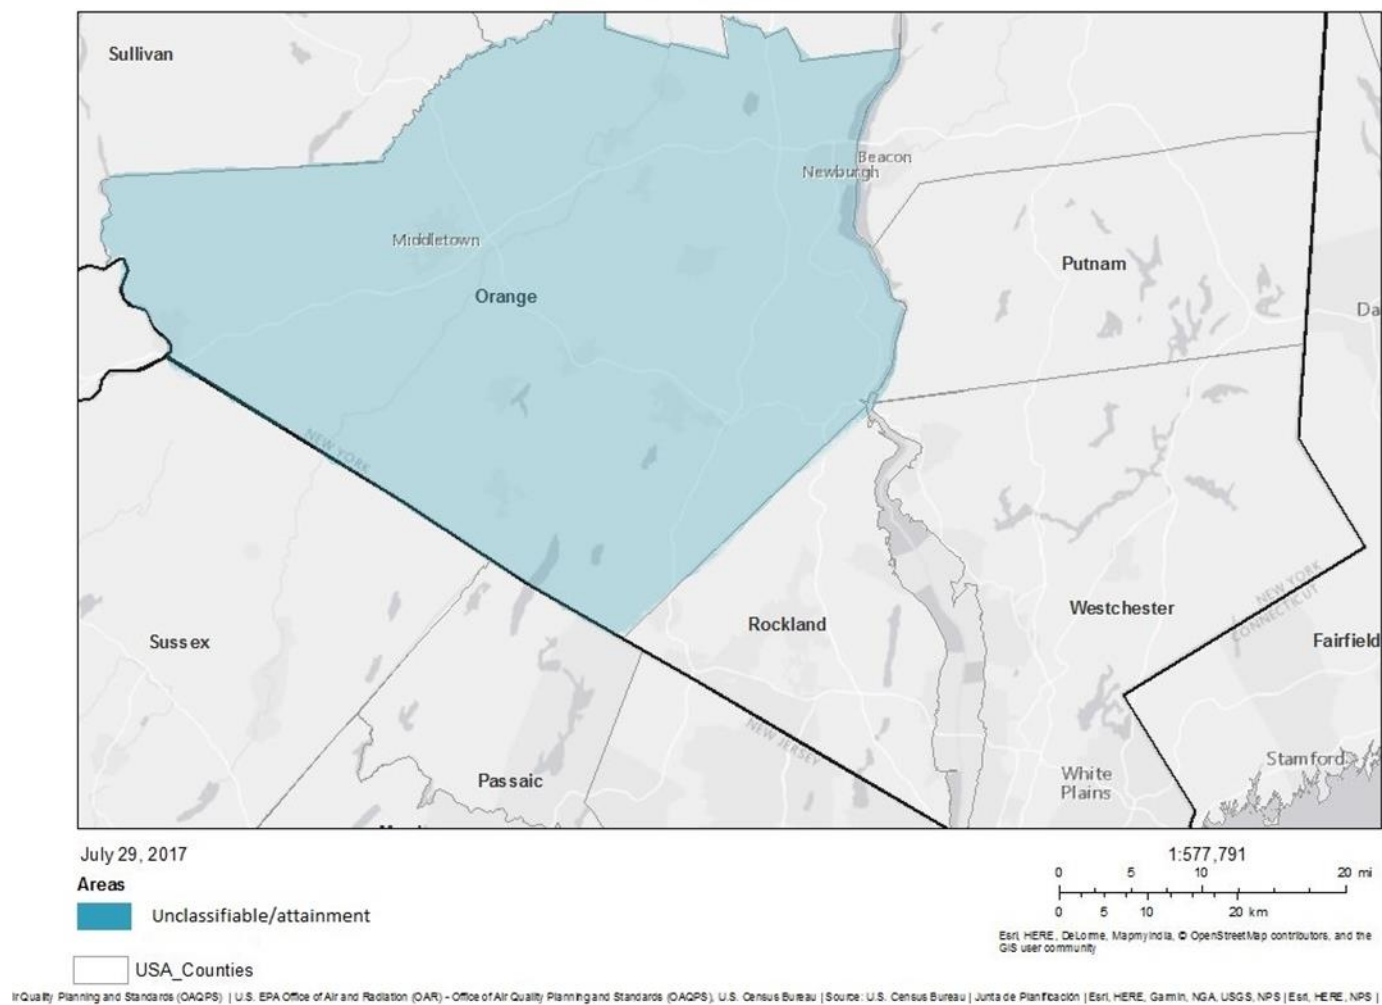 Sullivan
Beacon
Newburgh
Middletown
Putnam
Orange
Da
NEW YORK
NEW YORK
CONNECTICUT
Westchester
Rockland
Sussex
Fairfield
NEW JERSEY
Stamford
Passaic
White
Plains
July 29, 2017
1:577,791
0 5 10 20 mi
Areas
Unclassifiable/attainment
0 5 10 20 km
Esri, HERE, DeLorme, MapmyIndia, © OpenStreetMap contributors, and the
GIS user community
USA_Counties
ir Quality Planning and Standards (OAQPS) | U.S. EPA Office of Air and Radiation (OAR) - Office of Air Quality Planning and Standards (OAQPS), U.S. Census Bureau | Source: U.S. Census Bureau | Junta de Planificación | Esri, HERE, Garmin, NGA, USGS, NPS | Esri, HERE, NPS |